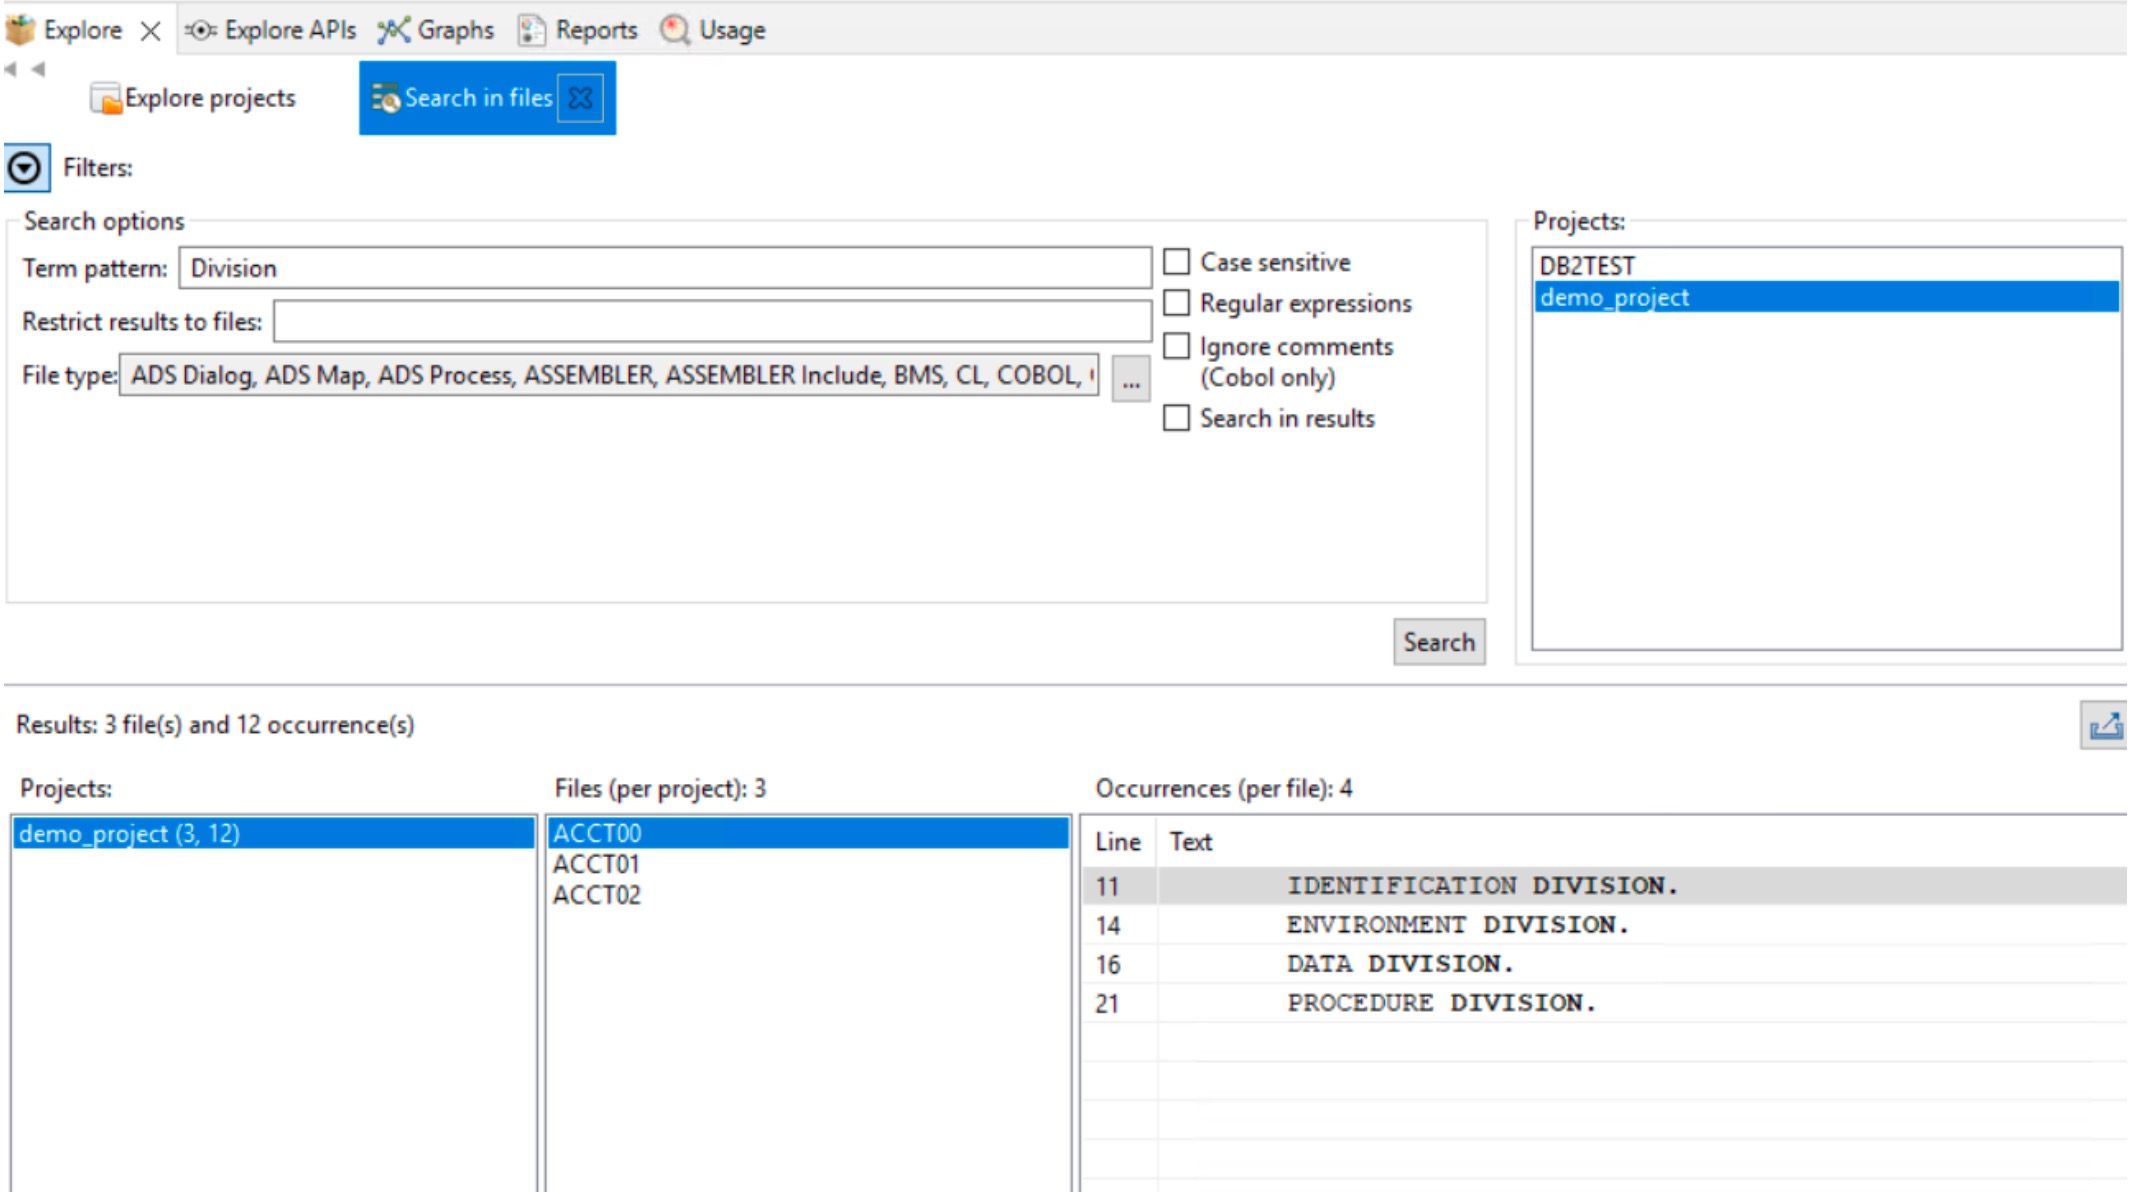 Explore Explore APIs Graphs Reports Usage
Explore projects Search in files
Filters:
Search options
Term pattern: Division
Restrict results to files:
File type: ADS Dialog, ADS Map, ADS Process, ASSEMBLER, ASSEMBLER Include, BMS, CL, COBOL, ...
Case sensitive
Regular expressions
Ignore comments
(Cobol only)
Search in results
Search
Projects:
DB2TEST
demo_project
Results: 3 file(s) and 12 occurrence(s)
Projects:
demo_project (3, 12)
Files (per project): 3
ACCT00
ACCT01
ACCT02
Occurrences (per file): 4
Line Text
11 IDENTIFICATION DIVISION.
14 ENVIRONMENT DIVISION.
16 DATA DIVISION.
21 PROCEDURE DIVISION.